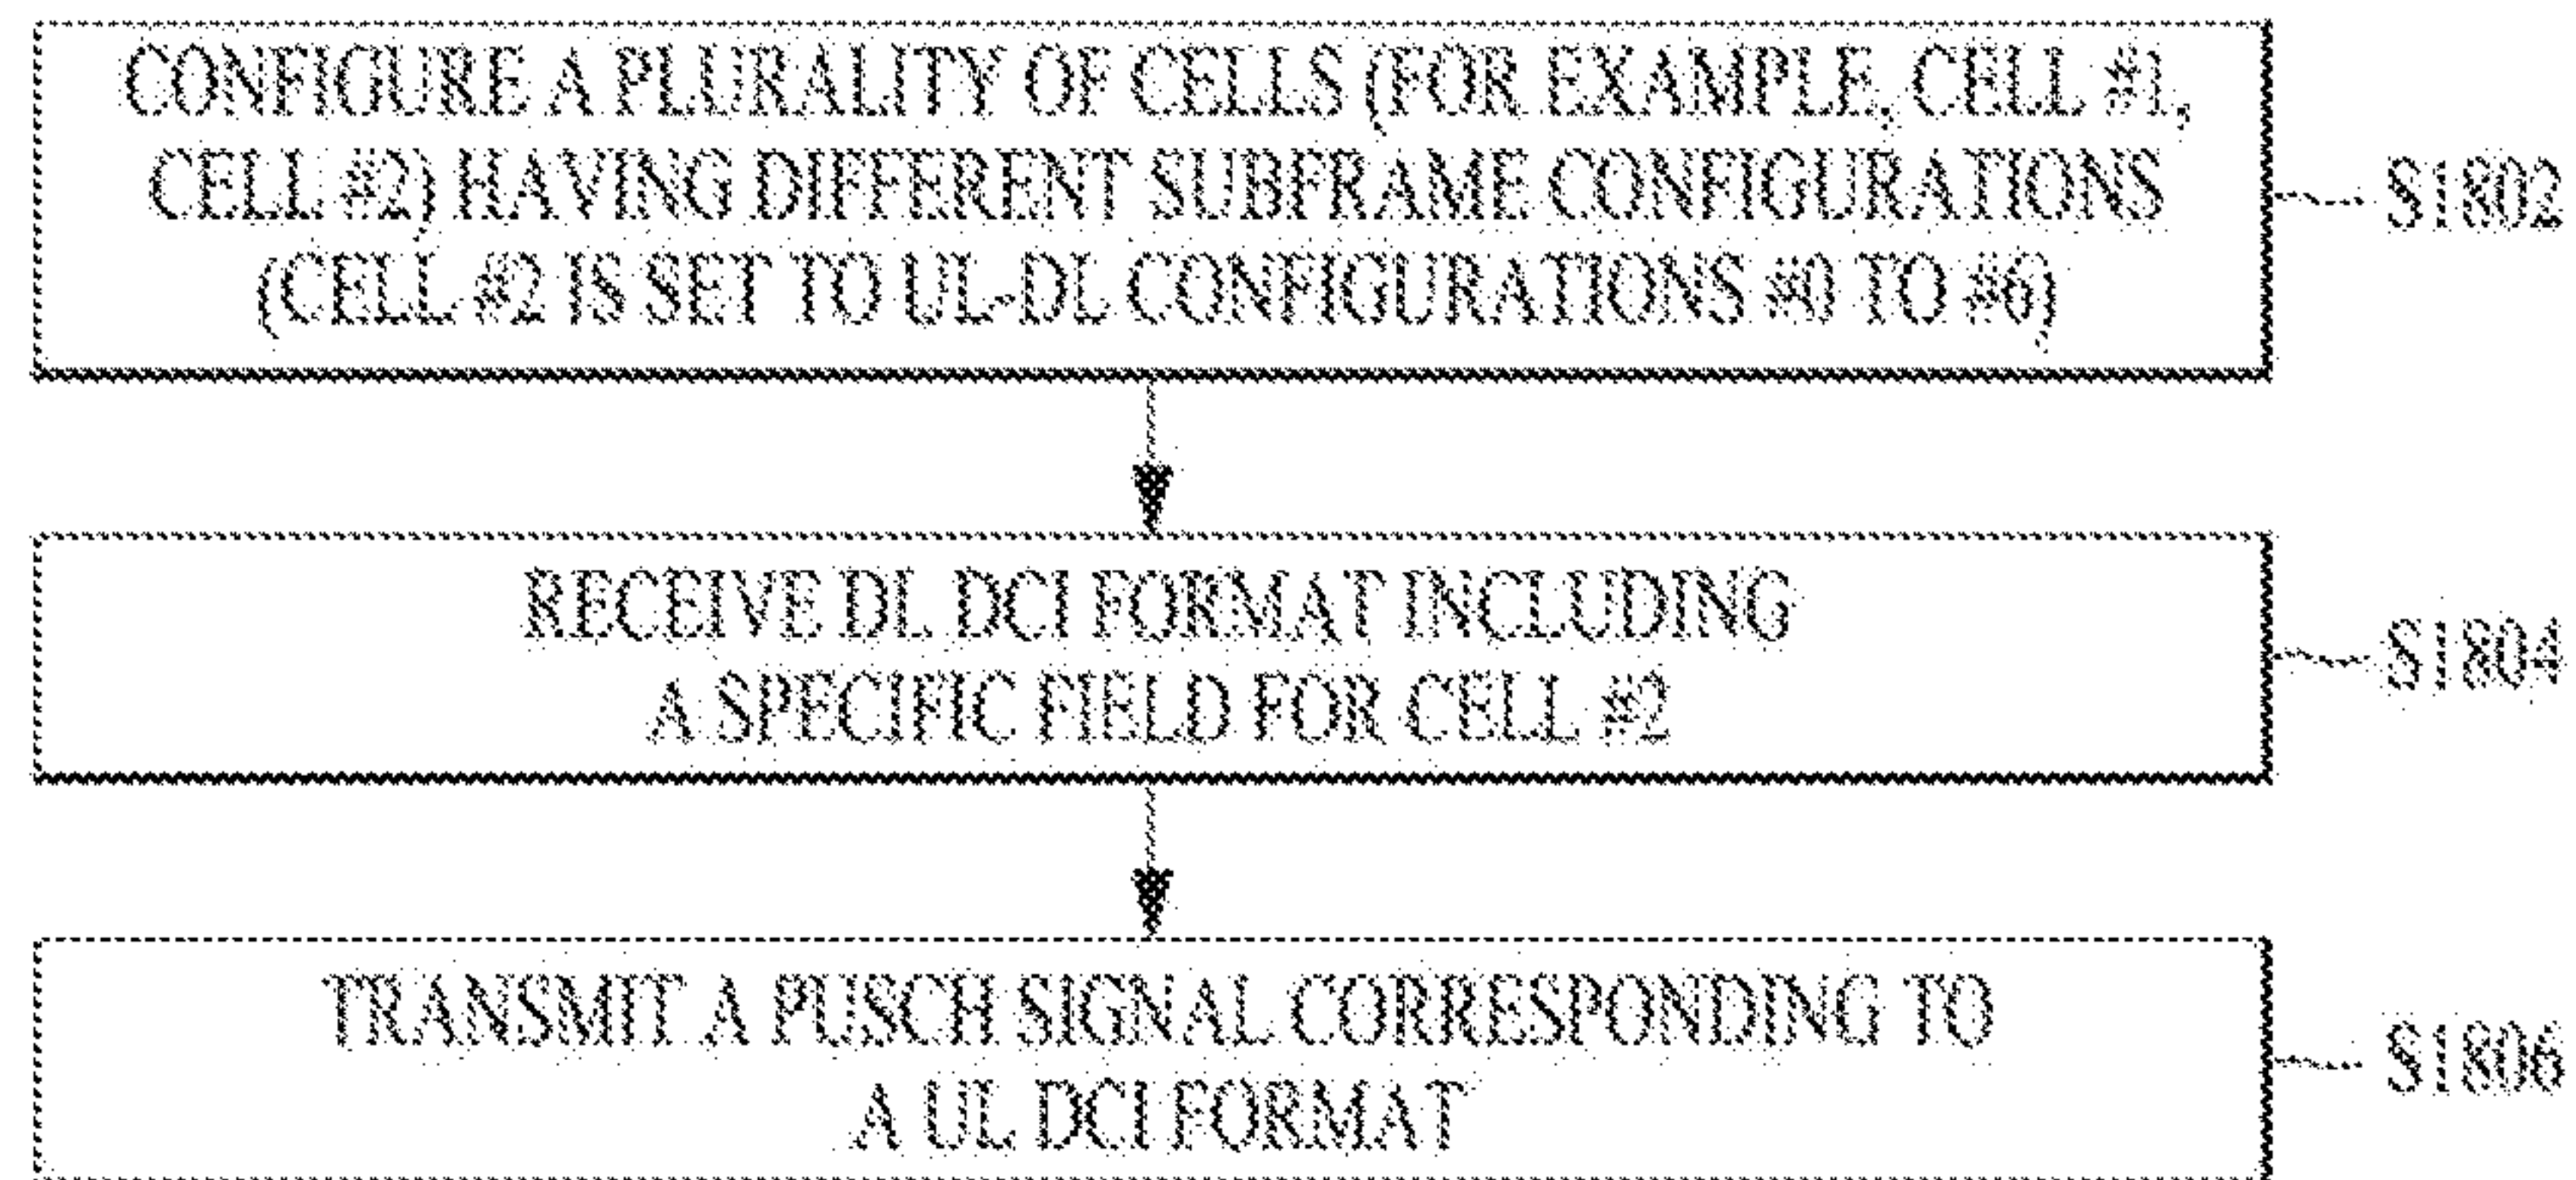 CONFIGURE A PLURALITY OF CELLS (FOR EXAMPLE, CELL #1,
CELL #2) HAVING DIFFERENT SUBFRAME CONFIGURATIONS
(CELL #2 IS SET TO UL-DL CONFIGURATIONS #0 TO #6)
S1802
RECEIVE DL DCI FORMAT INCLUDING
A SPECIFIC FIELD FOR CELL #2
S1804
TRANSMIT A PUSCH SIGNAL CORRESPONDING TO
A UL DCI FORMAT
S1806